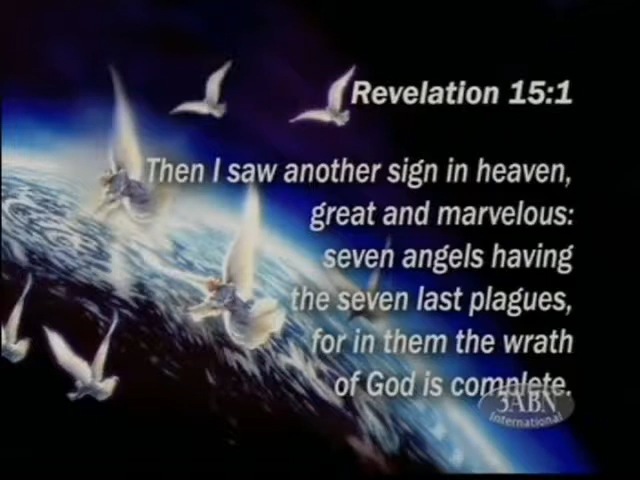 Revelation 15:1
Then I saw another sign in heaven,
great and marvelous:
seven angels having
the seven last plagues,
for in them the wrath
of God is complete.
3ABN
International